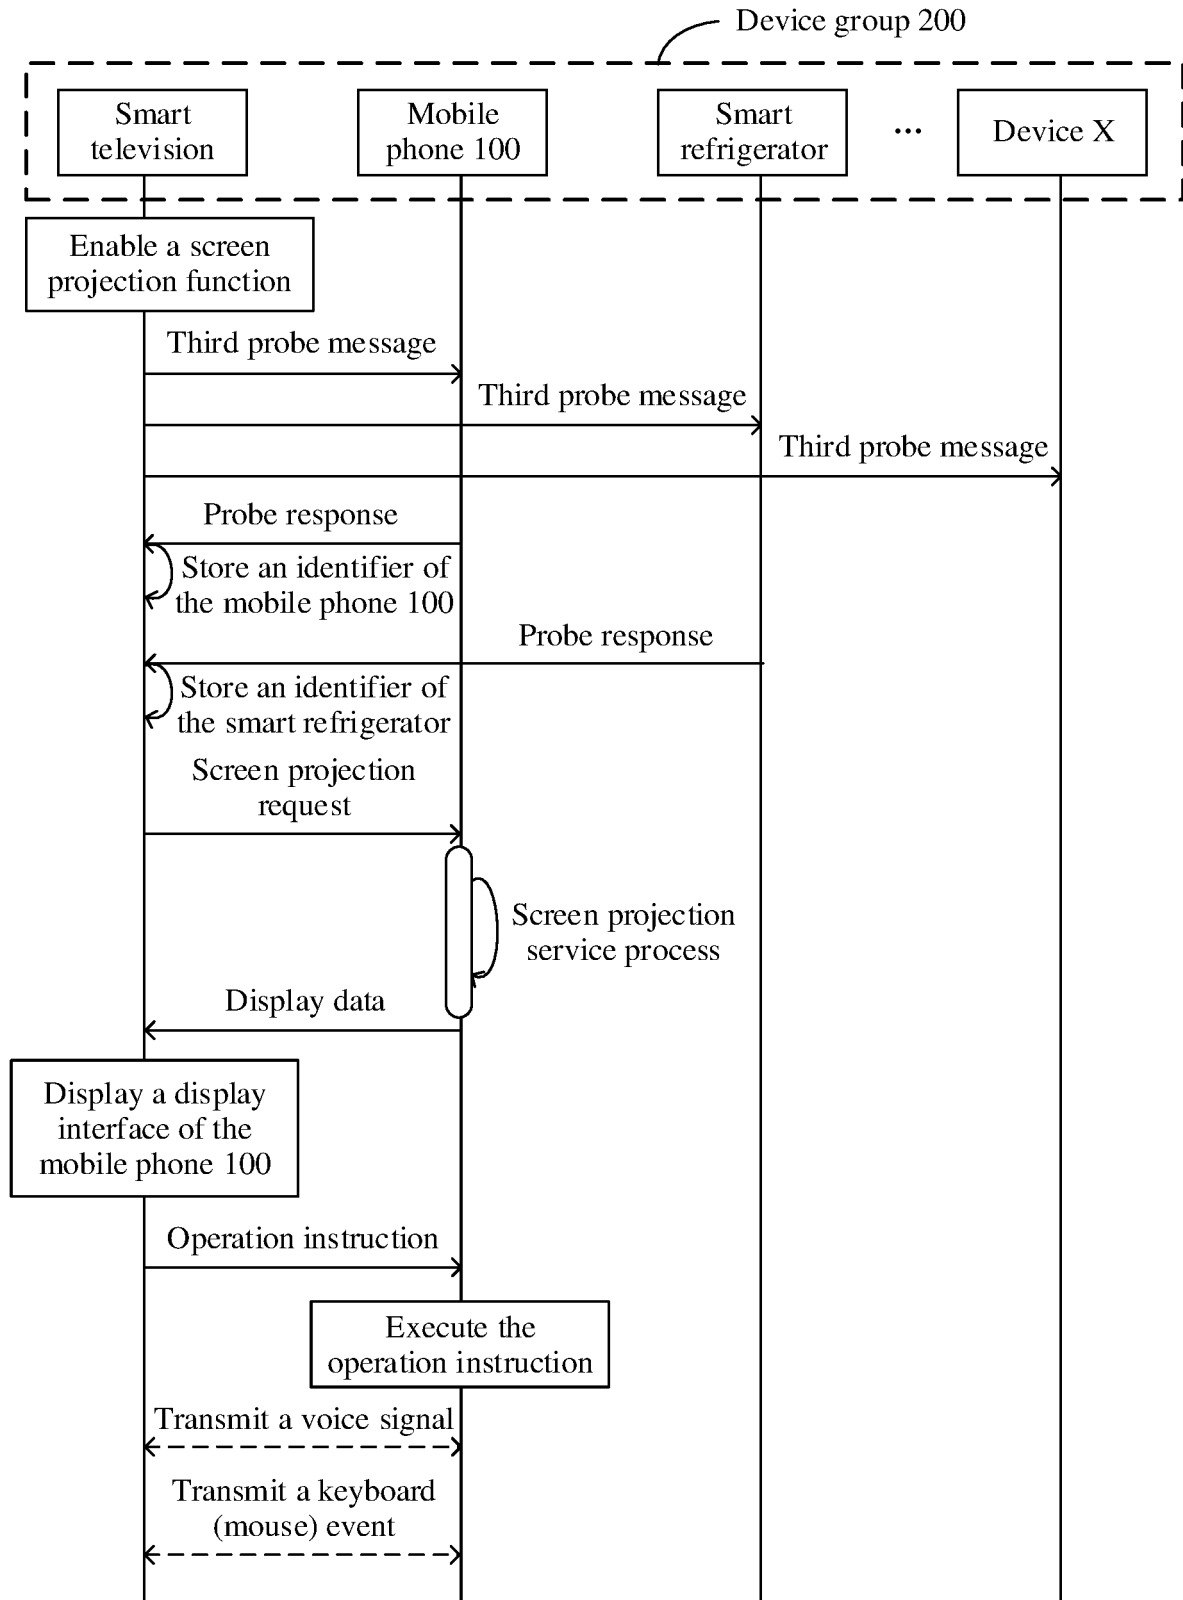 Device group 200
Smart
television
Mobile
phone 100
Smart
refrigerator
...
Device X
Enable a screen
projection function
Third probe message
Third probe message
Third probe message
Probe response
Store an identifier of
the mobile phone 100
Probe response
Store an identifier of
the smart refrigerator
Screen projection
request
Screen projection
service process
Display data
Display a display
interface of the
mobile phone 100
Operation instruction
Execute the
operation instruction
Transmit a voice signal
Transmit a keyboard
(mouse) event